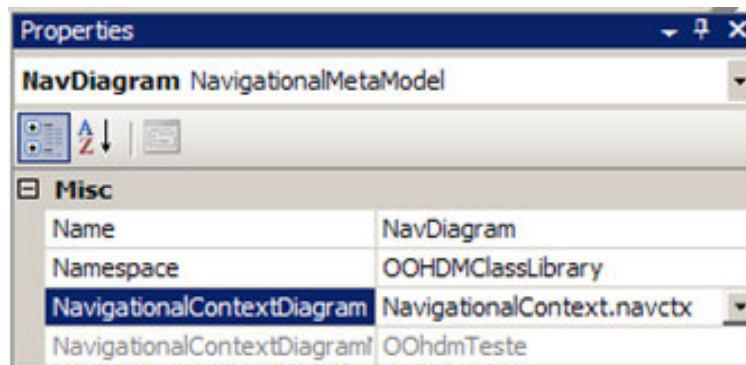 Properties
NavDiagram NavigationalMetaModel
A
Z
Misc
Name NavDiagram
Namespace OOHDMClassLibrary
NavigationalContextDiagram NavigationalContext.navctx
OOhdmTeste